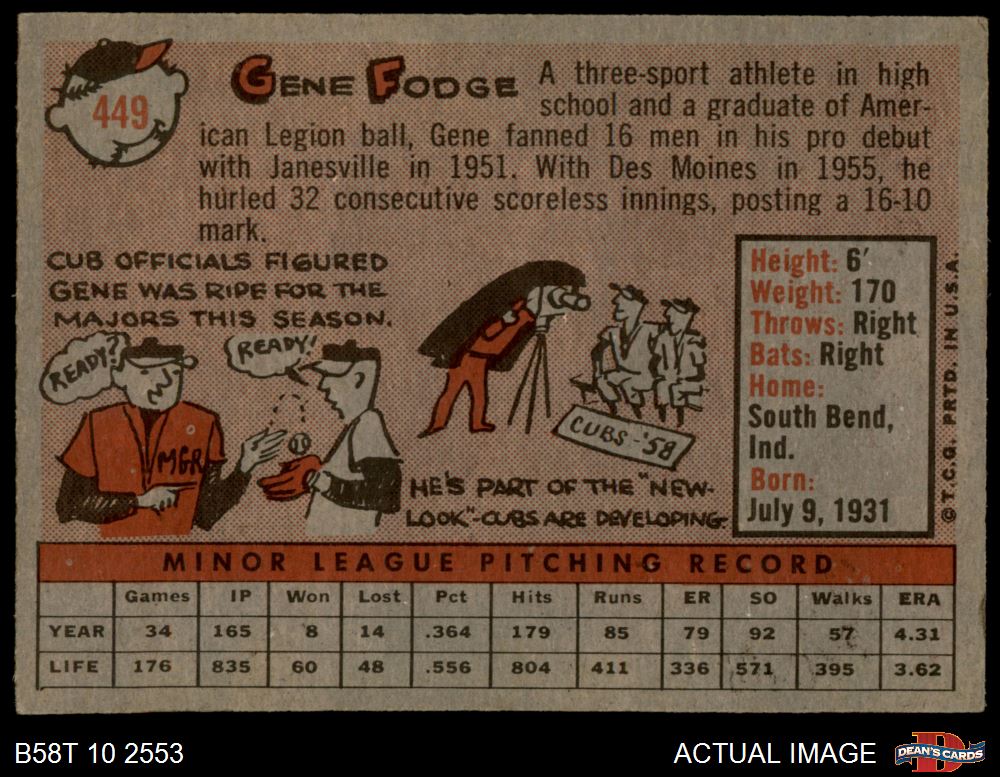 449
GENE FODGE
A three-sport athlete in high
school and a graduate of Amer-
ican Legion ball, Gene fanned 16 men in his pro debut
with Janesville in 1951. With Des Moines in 1955, he
hurled 32 consecutive scoreless innings, posting a 16-10
mark.
CUB OFFICIALS FIGURED
GENE WAS RIPE FOR THE
MAJORS THIS SEASON.
READY?
READY!
MGR
CUBS-'58
HE'S PART OF THE "NEW-
LOOK"-CUBS ARE DEVELOPING.
Height: 6'
Weight: 170
Throws: Right
Bats: Right
Home:
South Bend,
Ind.
Born:
July 9, 1931
© T.C.G. PRTD. IN U.S.A.
MINOR LEAGUE PITCHING RECORD
Games IP Won Lost Pct Hits Runs ER SO Walks ERA
YEAR 34 165 8 14 .364 179 85 79 92 57 4.31
LIFE 176 835 60 48 .556 804 411 336 571 395 3.62
B58T 10 2553
ACTUAL IMAGE
D
DEAN'S CARDS